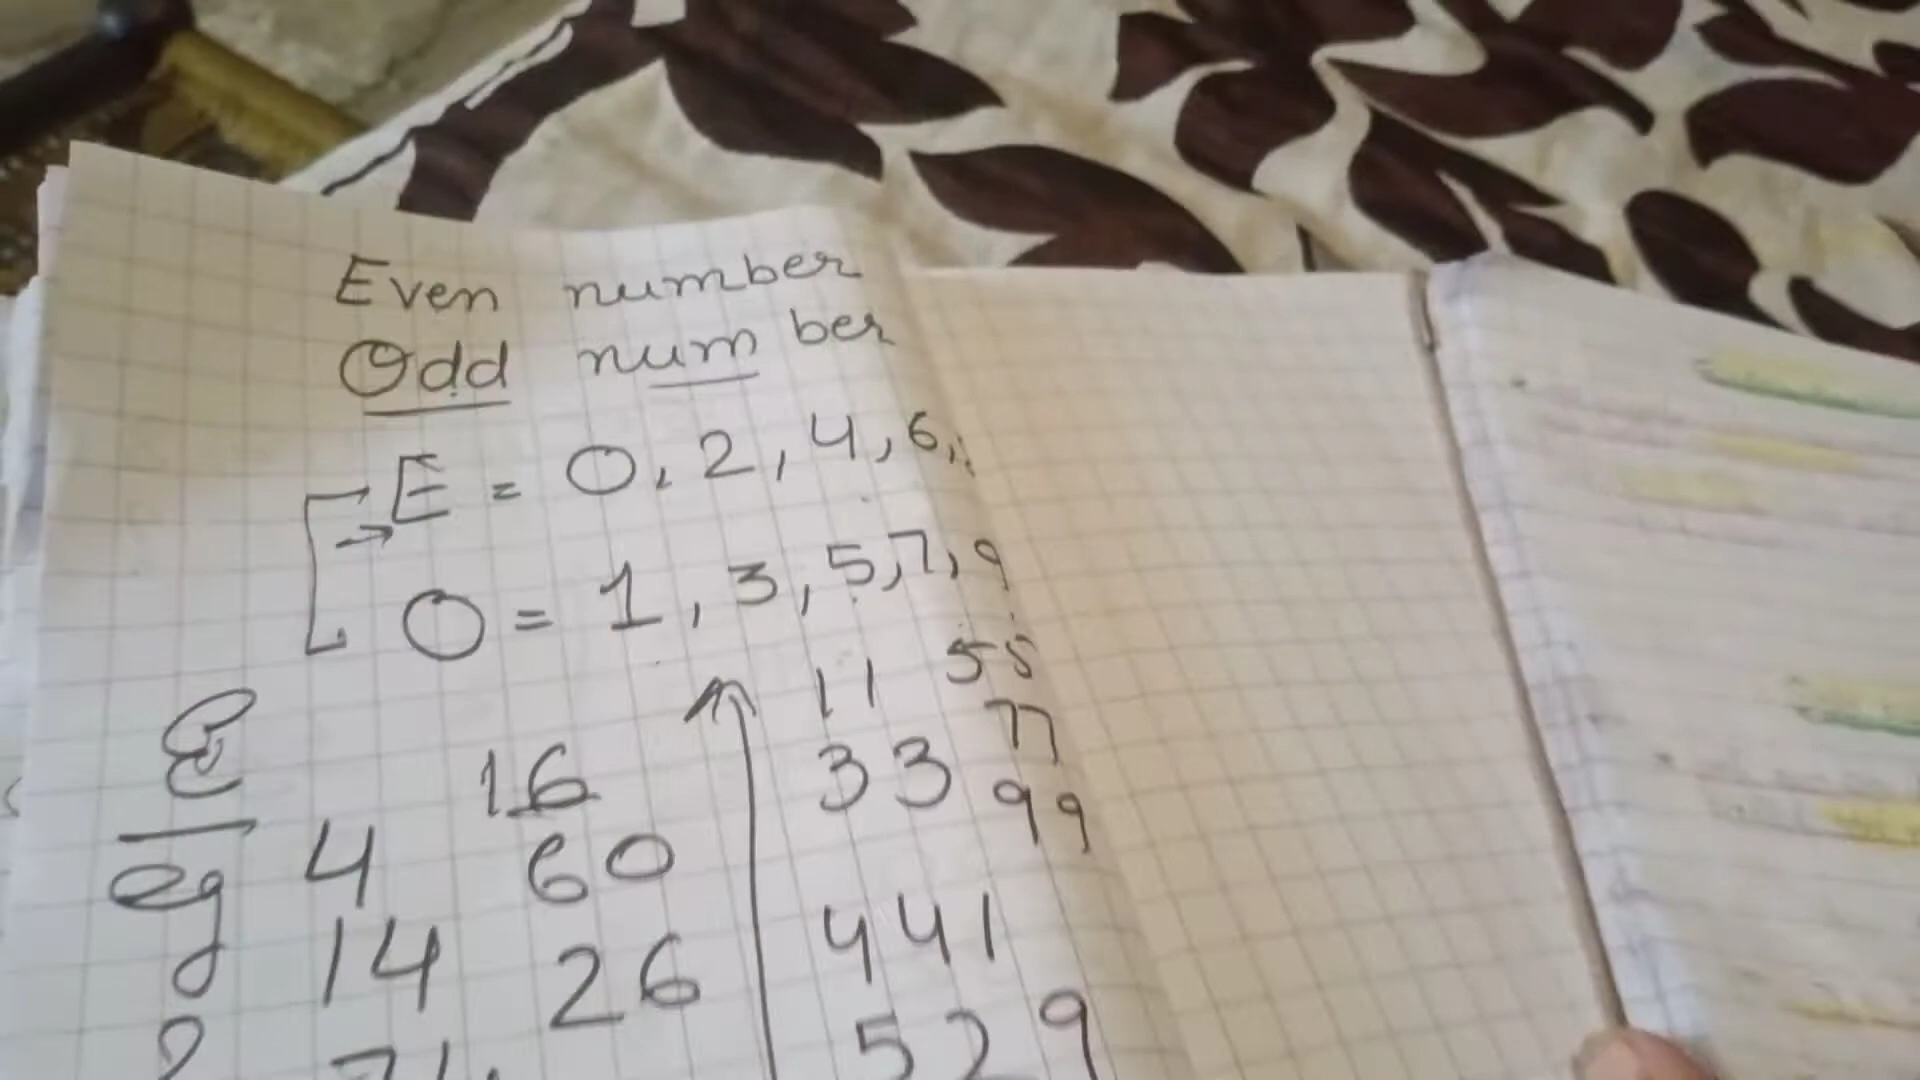 Even number
Odd number
E = 0, 2, 4, 6,
O = 1, 3, 5, 7, 9
11 55
77
E 16 33
99
eg 4 60
441
14 26
529